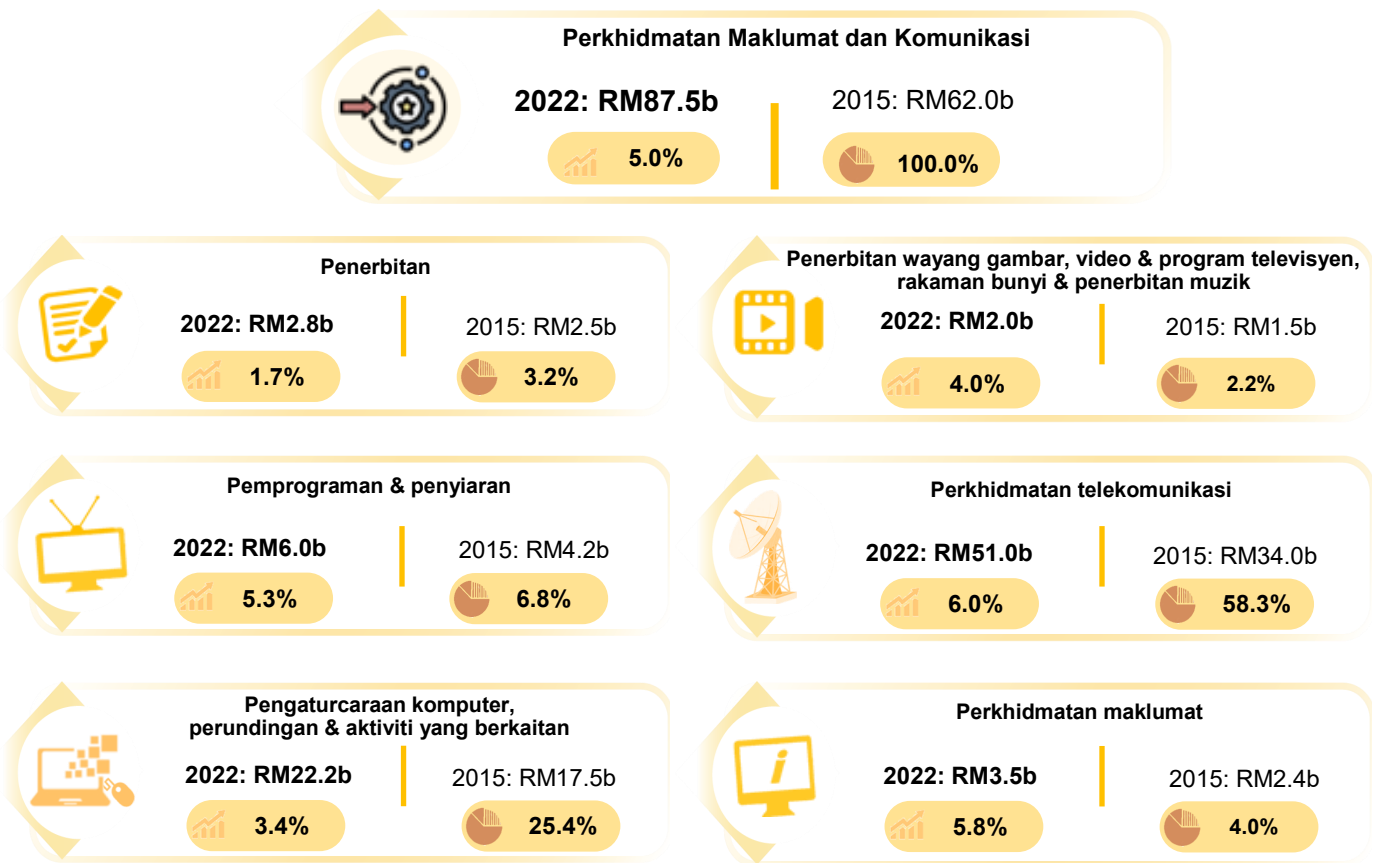 Perkhidmatan Maklumat dan Komunikasi
2022: RM87.5b
2015: RM62.0b
5.0%
100.0%
Penerbitan
2022: RM2.8b
2015: RM2.5b
1.7%
3.2%
Penerbitan wayang gambar, video & program televisyen,
rakaman bunyi & penerbitan muzik
2022: RM2.0b
2015: RM1.5b
4.0%
2.2%
Pemprograman & penyiaran
2022: RM6.0b
2015: RM4.2b
5.3%
6.8%
Perkhidmatan telekomunikasi
2022: RM51.0b
2015: RM34.0b
6.0%
58.3%
Pengaturcaraan komputer,
perundingan & aktiviti yang berkaitan
2022: RM22.2b
2015: RM17.5b
3.4%
25.4%
Perkhidmatan maklumat
2022: RM3.5b
2015: RM2.4b
5.8%
4.0%